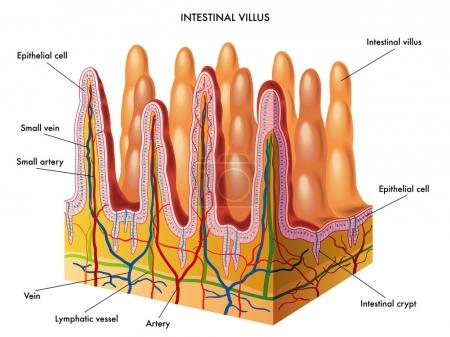 INTESTINAL VILLUS
Epithelial cell
Intestinal villus
Small vein
Small artery
Epithelial cell
Vein
Lymphatic vessel
Artery
Intestinal crypt